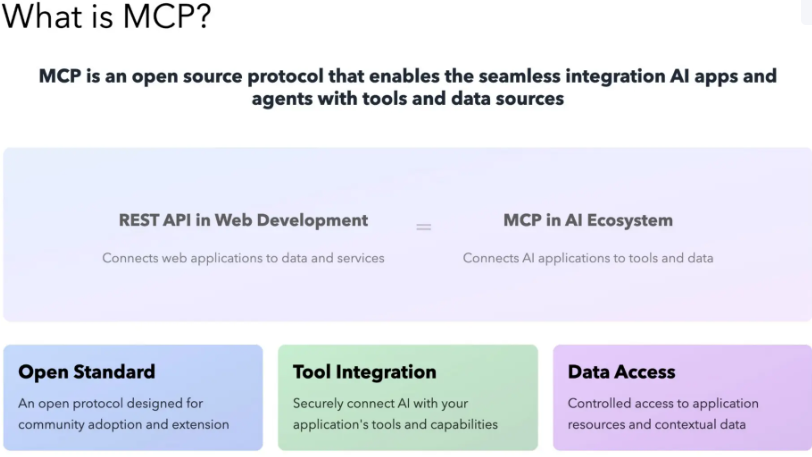 What is MCP?
MCP is an open source protocol that enables the seamless integration AI apps and
agents with tools and data sources
REST API in Web Development
Connects web applications to data and services
=
MCP in AI Ecosystem
Connects AI applications to tools and data
Open Standard
An open protocol designed for
community adoption and extension
Tool Integration
Securely connect AI with your
application's tools and capabilities
Data Access
Controlled access to application
resources and contextual data